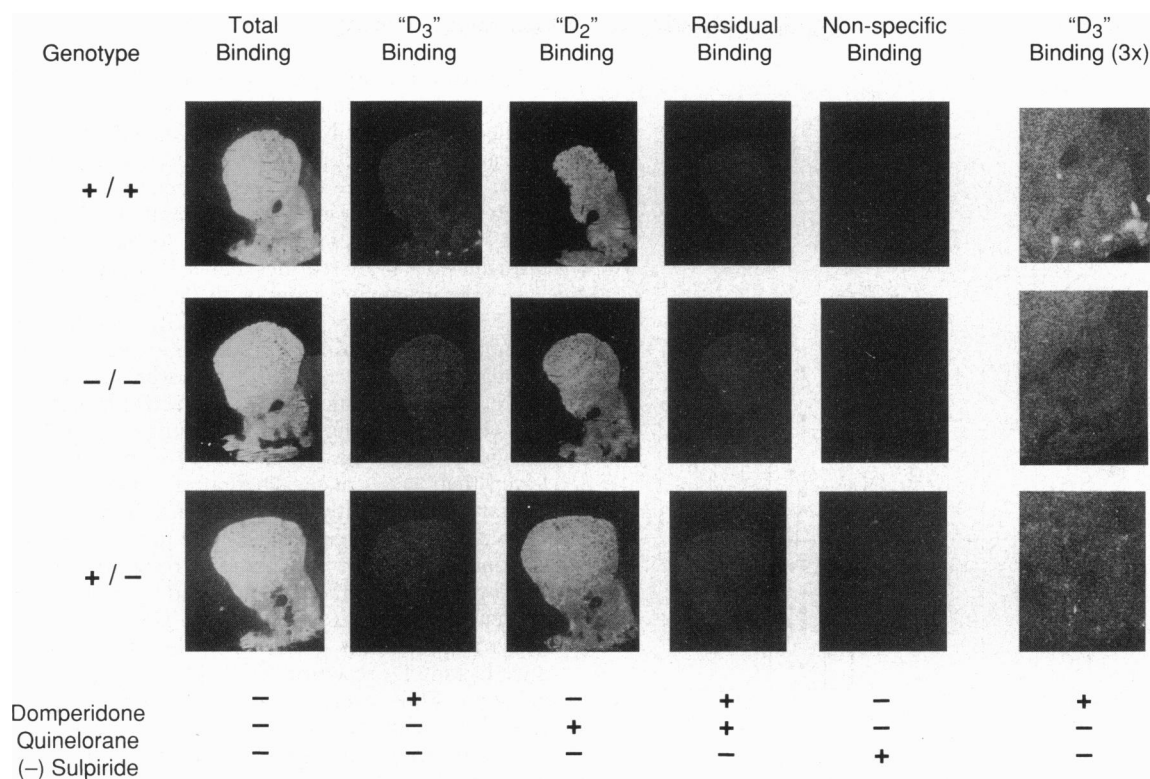 Genotype
Total Binding
“D₃” Binding
“D₂” Binding
Residual Binding
Non-specific Binding
“D₃” Binding (3x)
+ / +
− / −
+ / −
Domperidone − + − + − +
Quinelorane − − + + − −
(−) Sulpiride − − − − + −